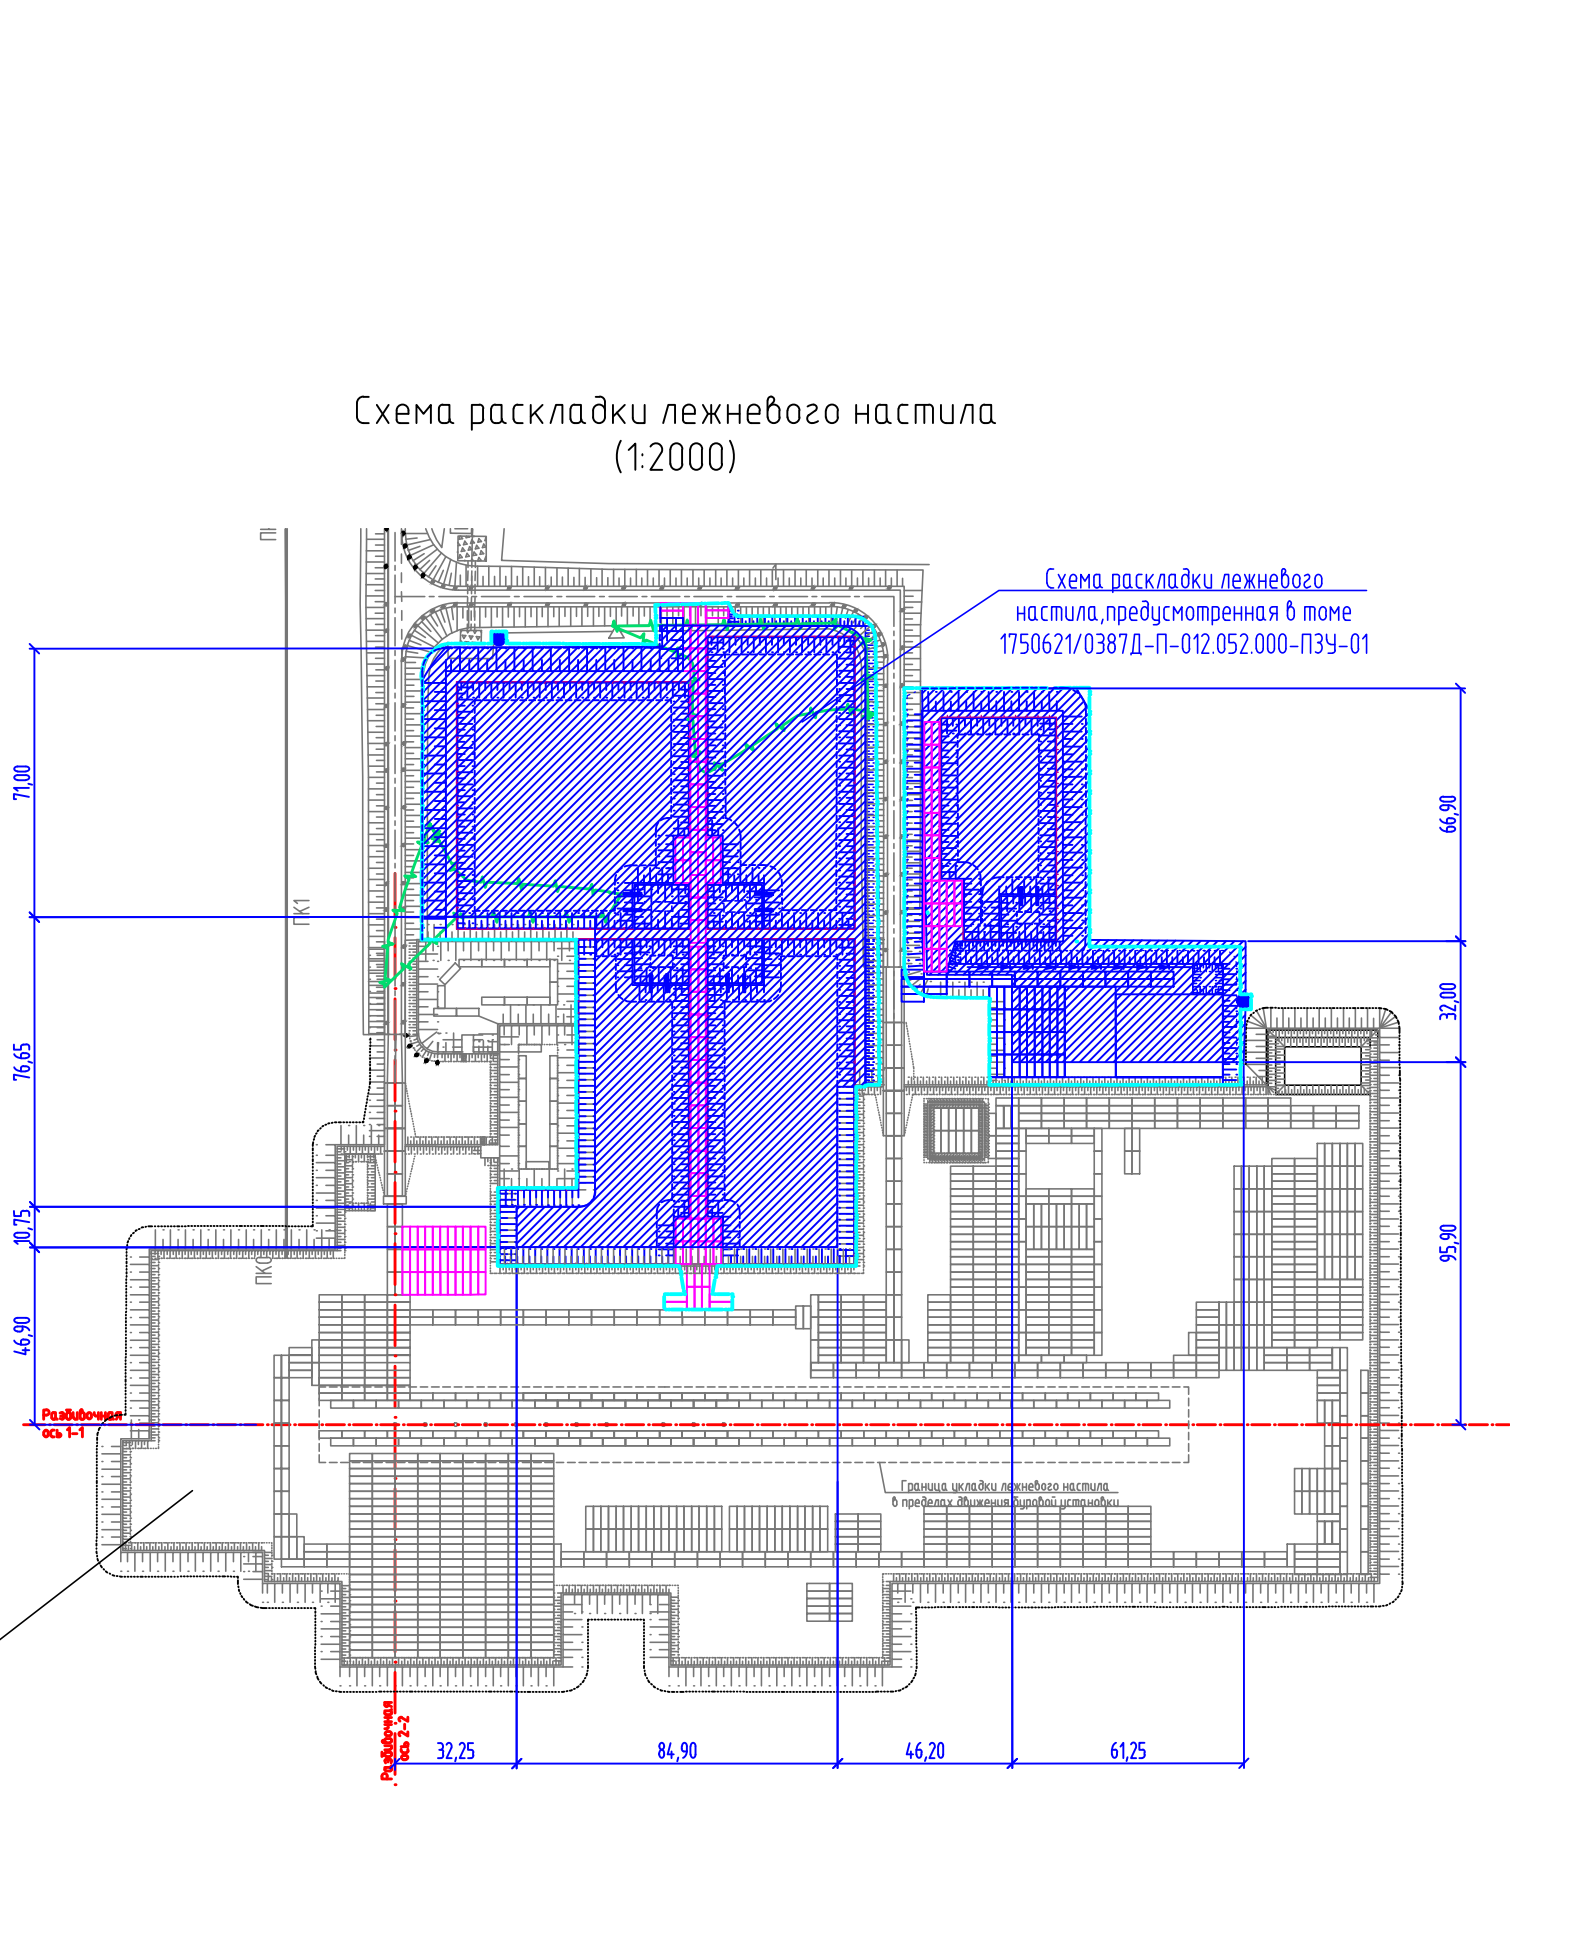 Схема раскладки лежневого настила
(1:2000)
Схема раскладки лежневого
настила,предусмотренная в томе
1750621/0387Д-П-012.052.000-ПЗУ-01
71,00
66,90
ПК1
32,00
76,65
10,75
ПК0
95,90
46,90
Разбивочная
ось 1-1
Граница укладки лежневого настила
в пределах движения буровой установки
Разбивочная
ось 2-2
32,25
84,90
46,20
61,25